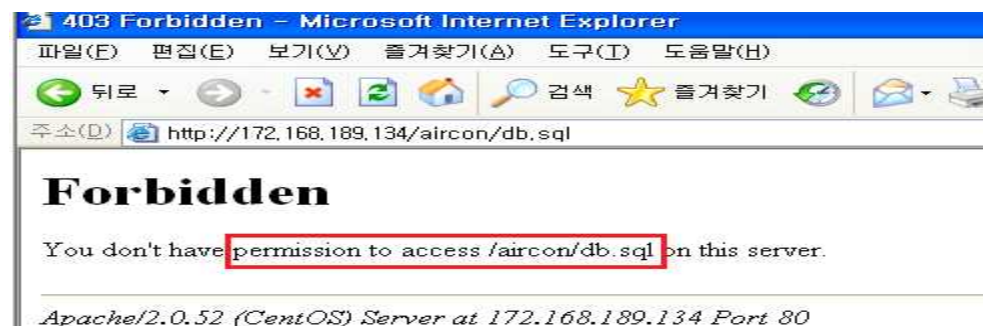 403 Forbidden - Microsoft Internet Explorer
파일(F) 편집(E) 보기(V) 즐겨찾기(A) 도구(T) 도움말(H)
뒤로 검색 즐겨찾기
주소(D) http://172.168.189.134/aircon/db.sql
Forbidden
You don't have permission to access /aircon/db.sql on this server.
Apache/2.0.52 (CentOS) Server at 172.168.189.134 Port 80